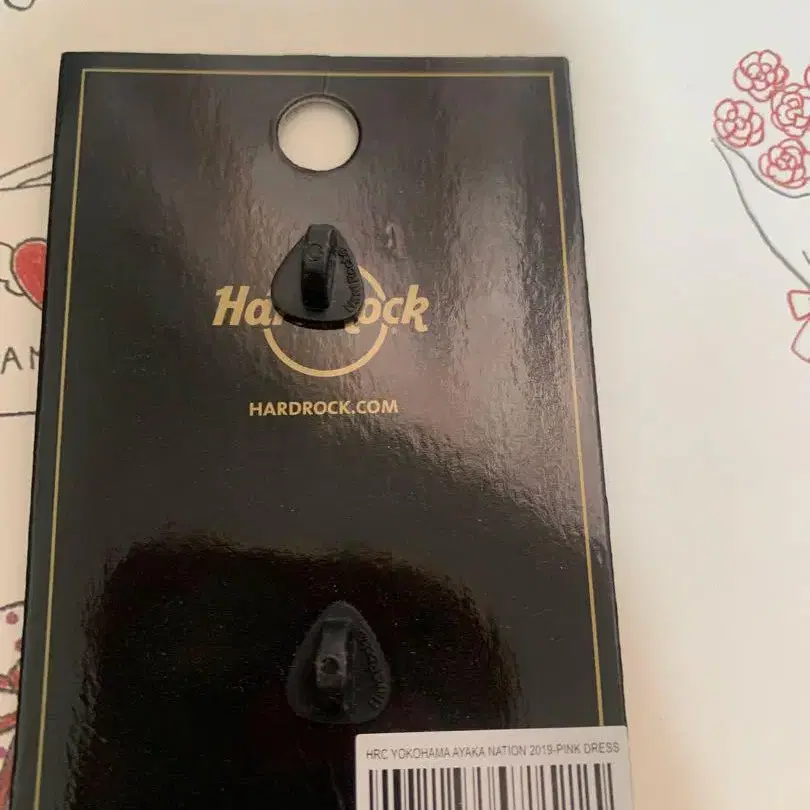 Hard Rock
HARDROCK.COM
HRC YOKOHAMA AYAKA NATION 2019-PINK DRESS